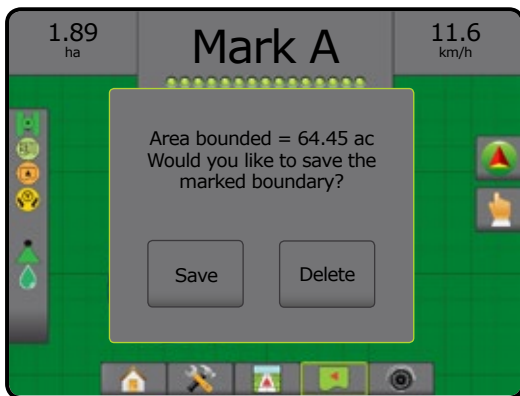 1.89
ha
Mark A
11.6
km/h
Area bounded = 64.45 ac
Would you like to save the
marked boundary?
Save
Delete